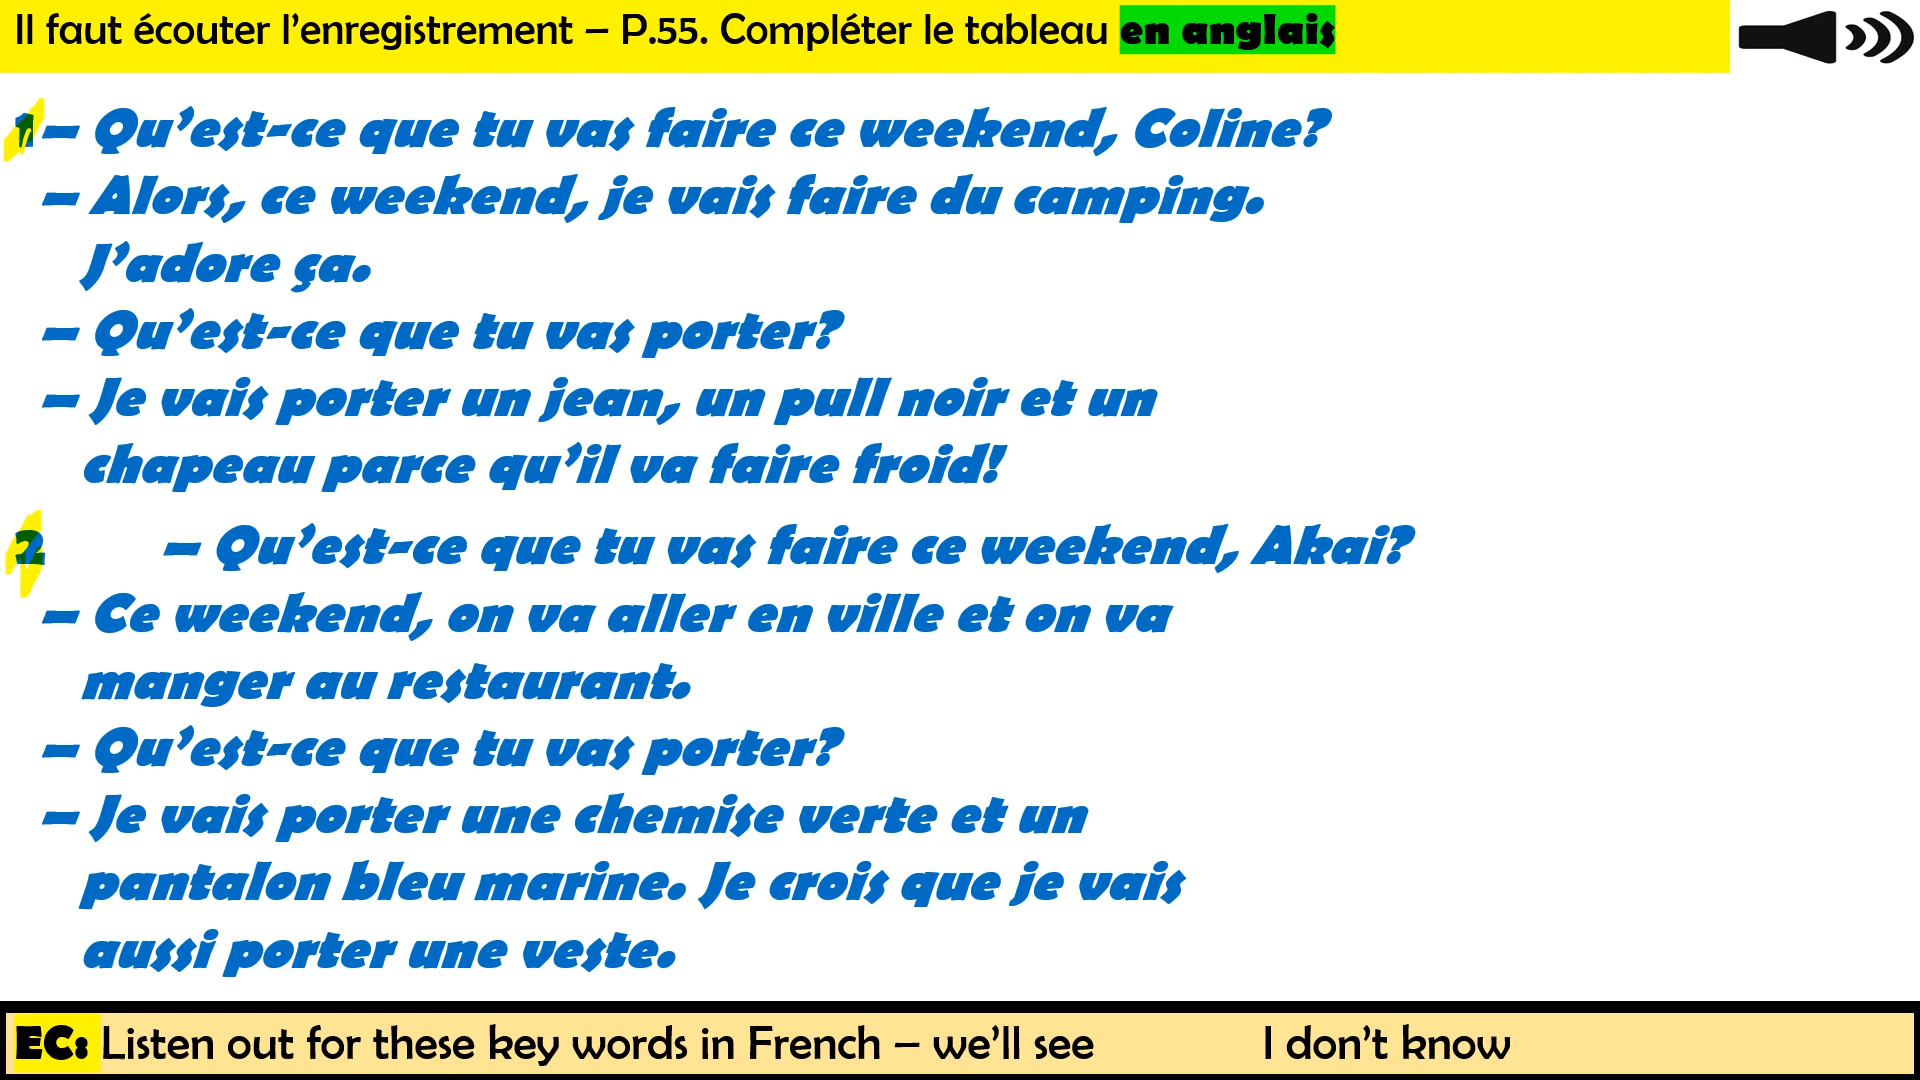 Il faut écouter l’enregistrement – P.55. Compléter le tableau en anglais
1 – Qu’est-ce que tu vas faire ce weekend, Coline?
– Alors, ce weekend, je vais faire du camping.
J’adore ça.
– Qu’est-ce que tu vas porter?
– Je vais porter un jean, un pull noir et un
chapeau parce qu’il va faire froid!
2 – Qu’est-ce que tu vas faire ce weekend, Akai?
– Ce weekend, on va aller en ville et on va
manger au restaurant.
– Qu’est-ce que tu vas porter?
– Je vais porter une chemise verte et un
pantalon bleu marine. Je crois que je vais
aussi porter une veste.
EC: Listen out for these key words in French – we’ll see I don’t know